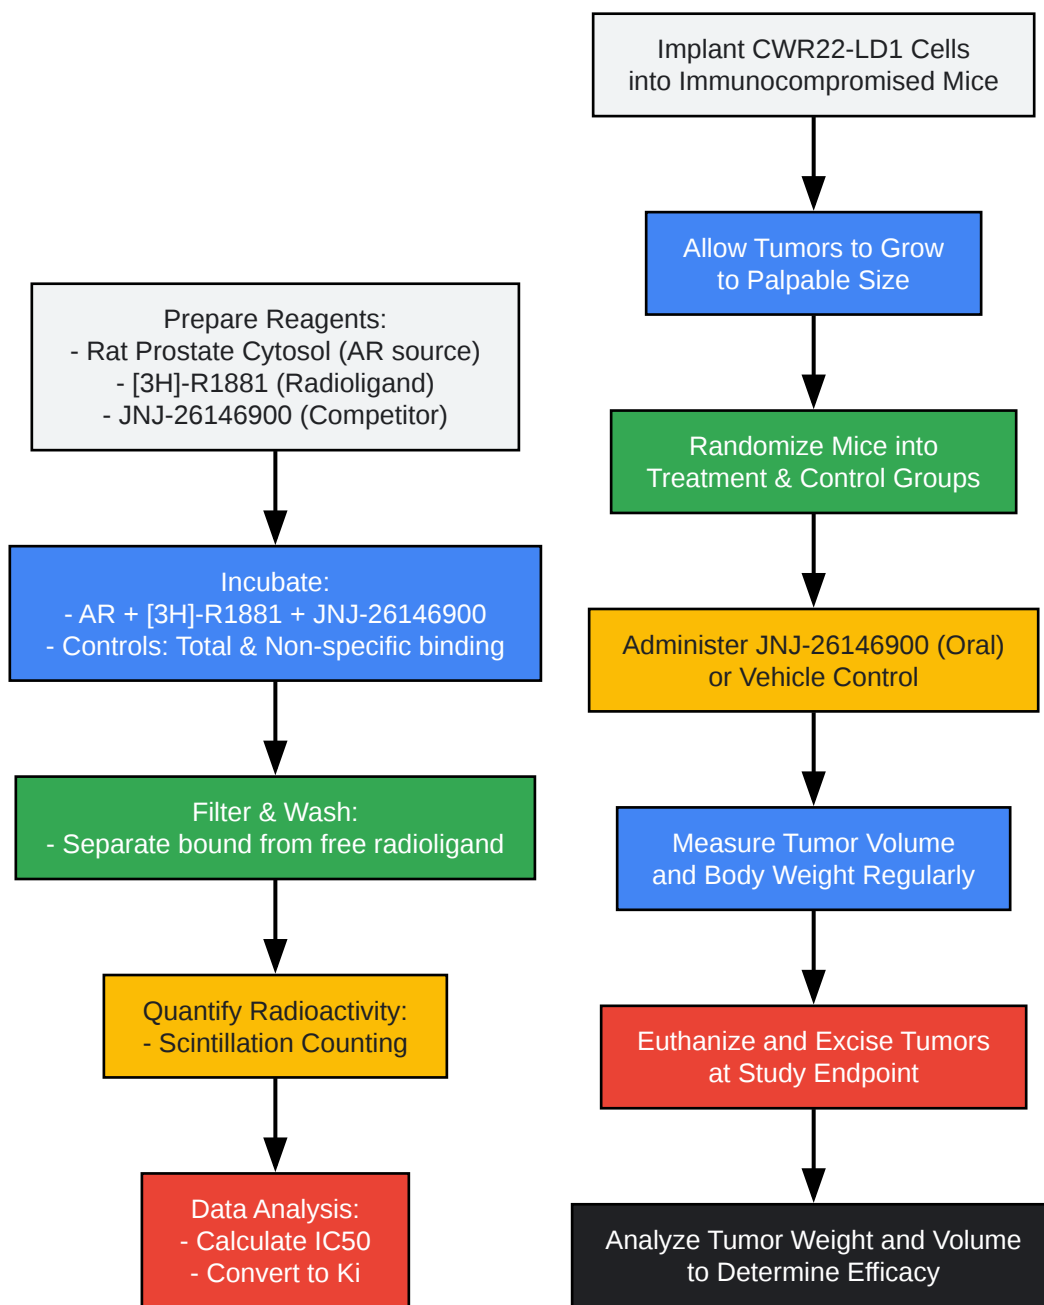 Prepare Reagents:
- Rat Prostate Cytosol (AR source)
- [3H]-R1881 (Radioligand)
- JNJ-26146900 (Competitor)
Incubate:
- AR + [3H]-R1881 + JNJ-26146900
- Controls: Total & Non-specific binding
Filter & Wash:
- Separate bound from free radioligand
Quantify Radioactivity:
- Scintillation Counting
Data Analysis:
- Calculate IC50
- Convert to Ki
Implant CWR22-LD1 Cells
into Immunocompromised Mice
Allow Tumors to Grow
to Palpable Size
Randomize Mice into
Treatment & Control Groups
Administer JNJ-26146900 (Oral)
or Vehicle Control
Measure Tumor Volume
and Body Weight Regularly
Euthanize and Excise Tumors
at Study Endpoint
Analyze Tumor Weight and Volume
to Determine Efficacy